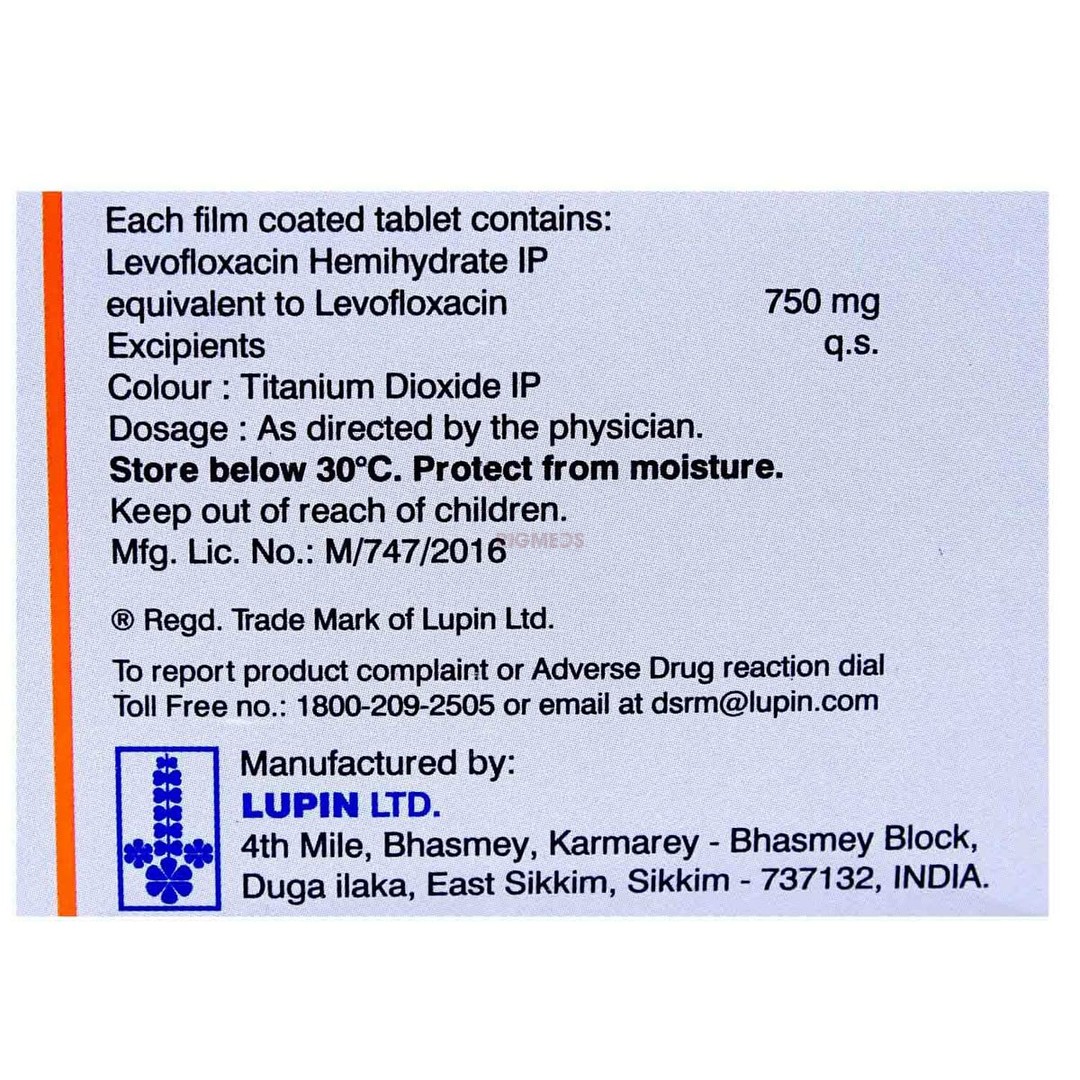 Each film coated tablet contains:
Levofloxacin Hemihydrate IP
equivalent to Levofloxacin 750 mg
Excipients q.s.
Colour : Titanium Dioxide IP
Dosage : As directed by the physician.
Store below 30°C. Protect from moisture.
Keep out of reach of children.
Mfg. Lic. No.: M/747/2016
® Regd. Trade Mark of Lupin Ltd.
To report product complaint or Adverse Drug reaction dial
Toll Free no.: 1800-209-2505 or email at dsrm@lupin.com
Manufactured by:
LUPIN LTD.
4th Mile, Bhasmey, Karmarey - Bhasmey Block,
Duga ilaka, East Sikkim, Sikkim - 737132, INDIA.